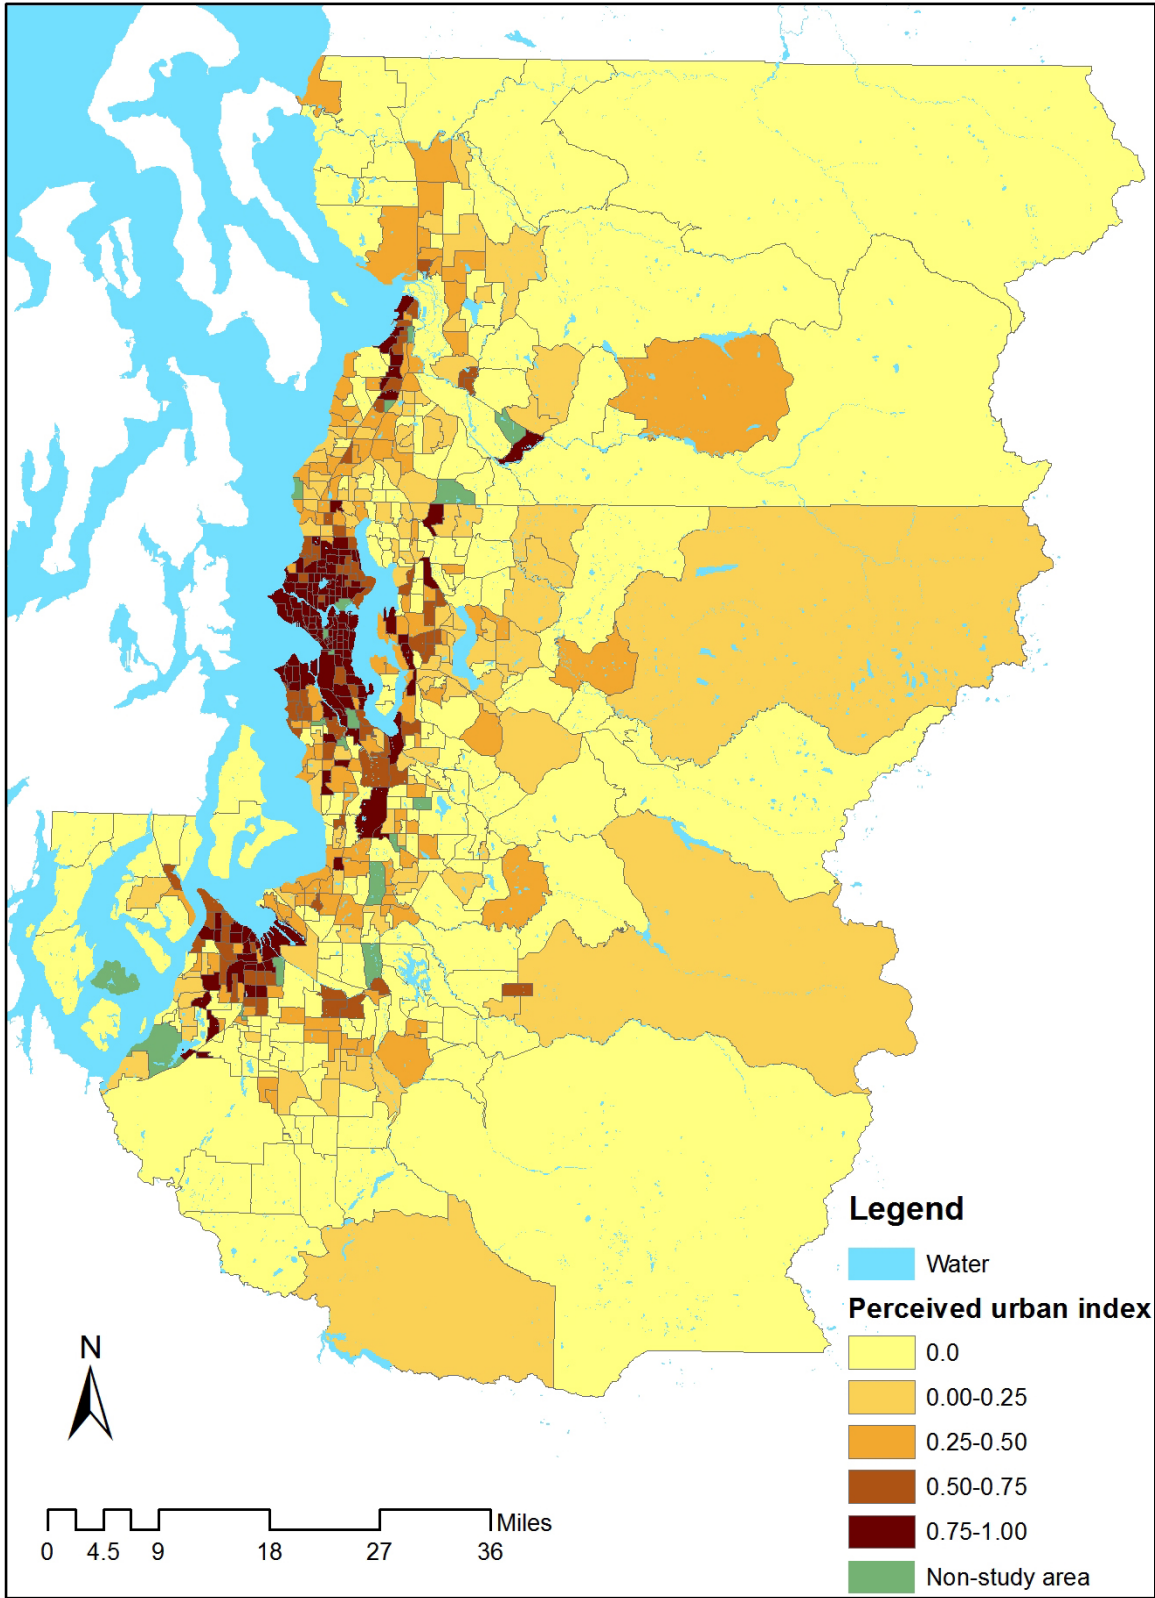 Legend
Water
Perceived urban index
0.0
0.00-0.25
0.25-0.50
0.50-0.75
0.75-1.00
Non-study area
N
Miles
0 4.5 9 18 27 36